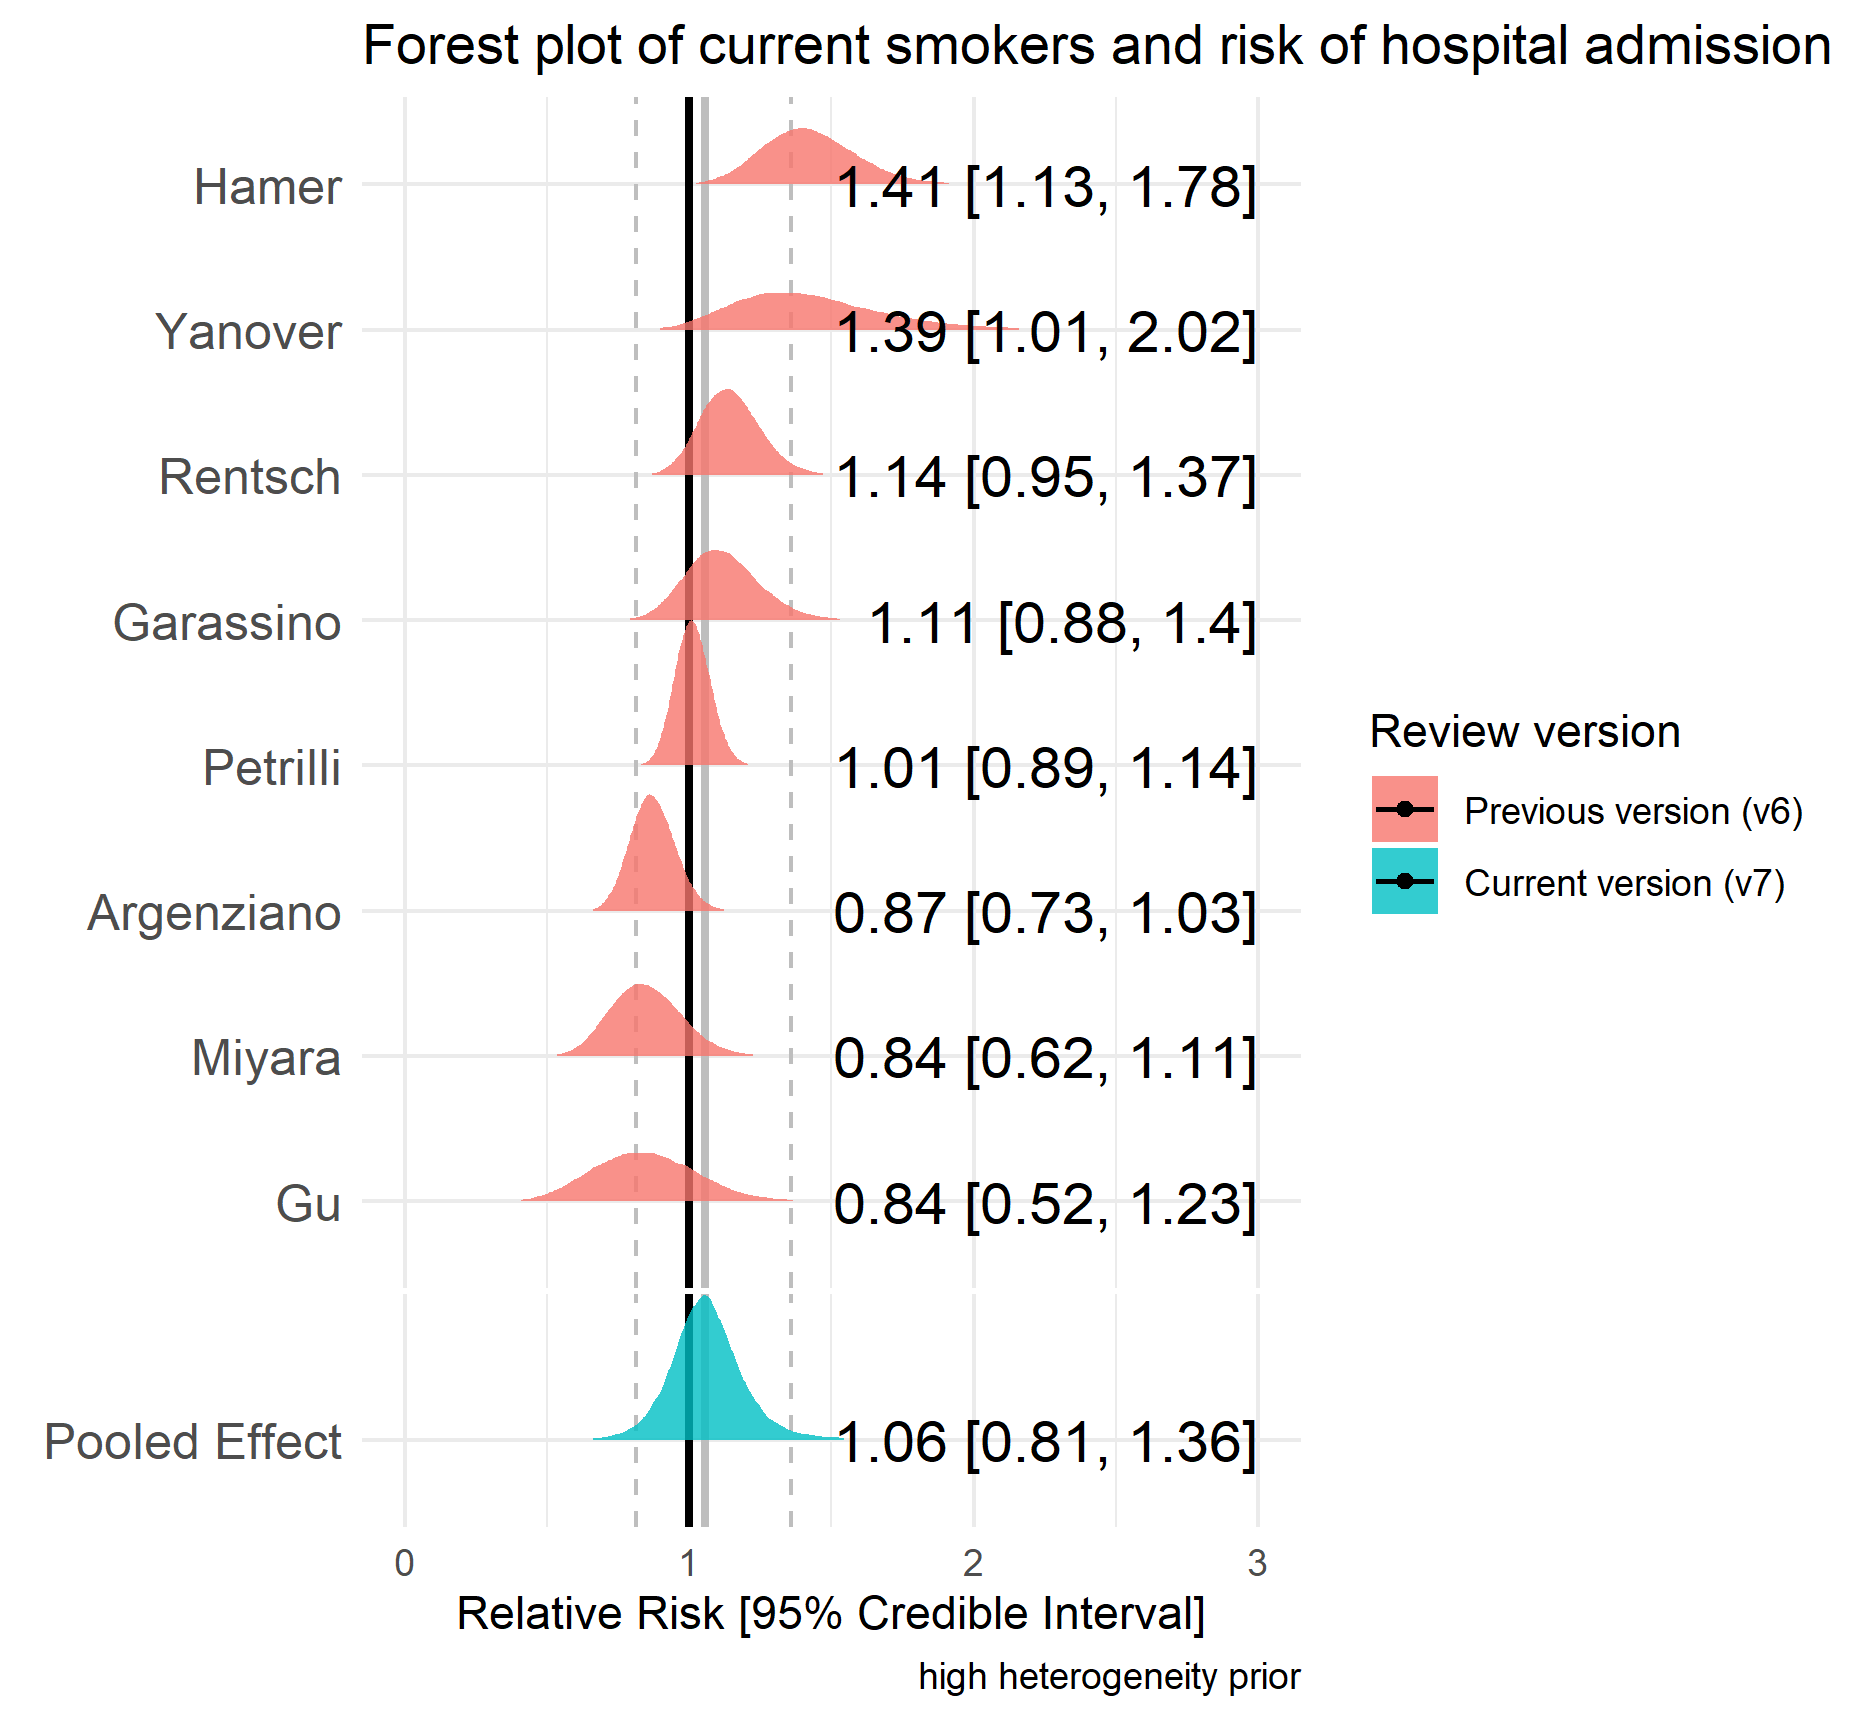 Forest plot of current smokers and risk of hospital admission
Hamer 1.41 [1.13, 1.78]
Yanover 1.39 [1.01, 2.02]
Rentsch 1.14 [0.95, 1.37]
Garassino 1.11 [0.88, 1.4]
Petrilli 1.01 [0.89, 1.14]
Argenziano 0.87 [0.73, 1.03]
Miyara 0.84 [0.62, 1.11]
Gu 0.84 [0.52, 1.23]
Pooled Effect 1.06 [0.81, 1.36]
0 1 2 3
Relative Risk [95% Credible Interval]
high heterogeneity prior
Review version
Previous version (v6)
Current version (v7)